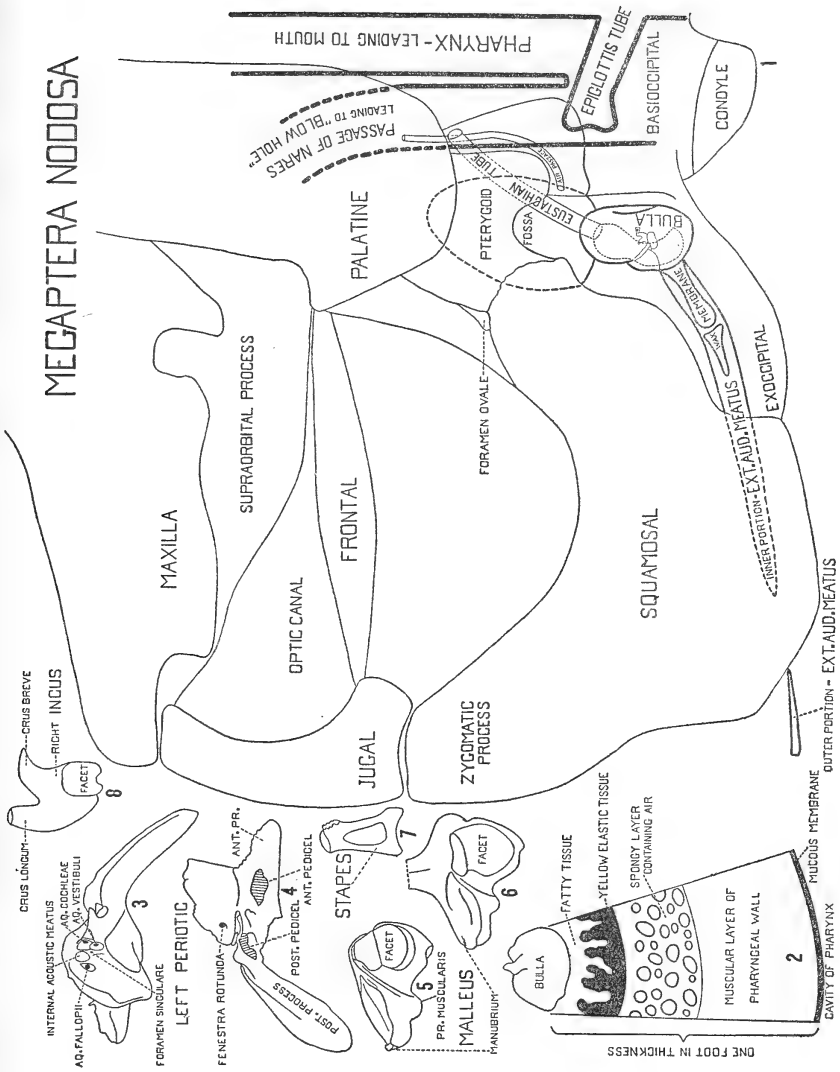 MEGAPTERA NODOSA
PHARYNX - LEADING TO MOUTH
PASSAGE OF NARES
LEADING TO "BLOW HOLE"
EPIGLOTTIS TUBE
BASIOCCIPITAL
CONDYLE
1
PALATINE
PTERYGOID
FOSSA
EUSTACHIAN
TUBE
BULLA
MEMBRANE
WAX
EXOCCIPITAL
INNER PORTION - EXT. AUD. MEATUS
OUTER PORTION - EXT. AUD. MEATUS
FORAMEN OVALE
SQUAMOSAL
SUPRAORBITAL PROCESS
MAXILLA
OPTIC CANAL
FRONTAL
JUGAL
ZYGOMATIC
PROCESS
CRUS BREVE
RIGHT INCUS
CRUS LONGUM
FACET
8
INTERNAL ACOUSTIC MEATUS
AQ. COCHLEAE
AQ. VESTIBULI
AQ. FALLOPII
FORAMEN SINGULARE
3
LEFT PERIOTIC
FENESTRA ROTUNDA
ANT. PR.
4
ANT. PEDICEL
POST. PEDICEL
POST. PROCESS
STAPES
7
FACET
6
FACET
5
PR. MUSCULARIS
MALLEUS
MANUBRIUM
BULLA
FATTY TISSUE
YELLOW ELASTIC TISSUE
SPONGY LAYER
CONTAINING AIR
MUSCULAR LAYER OF
PHARYNGEAL WALL
2
MUCOUS MEMBRANE
CAVITY OF PHARYNX
ONE FOOT IN THICKNESS